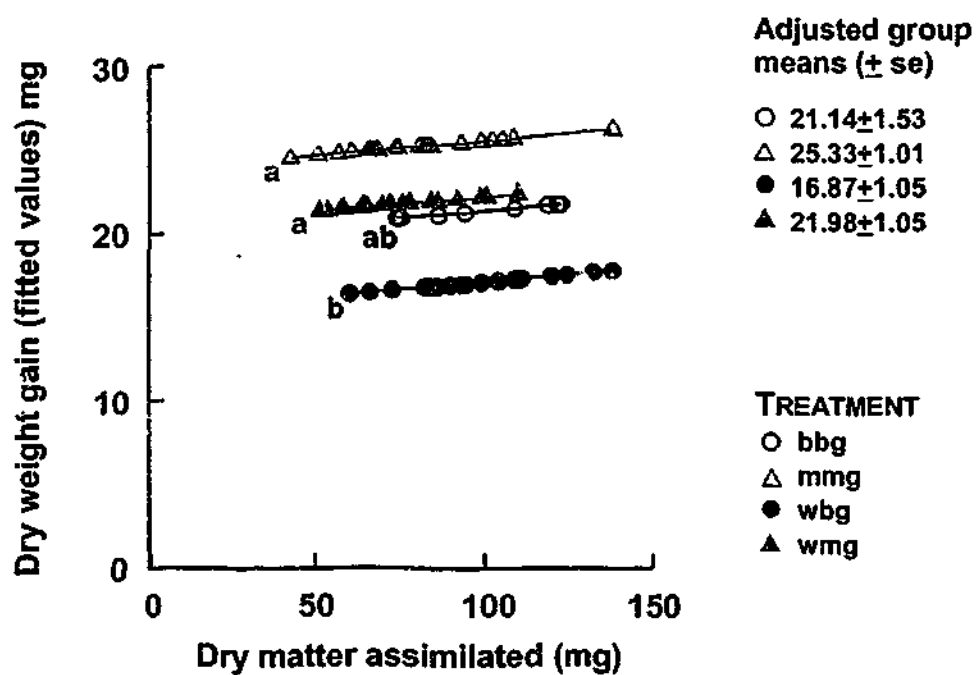 Adjusted group
means (± se)
21.14±1.53
25.33±1.01
16.87±1.05
21.98±1.05
TREATMENT
bbg
mmg
wbg
wmg
Dry weight gain (fitted values) mg
30
20
10
0
a
a
ab
b
0
50
100
150
Dry matter assimilated (mg)